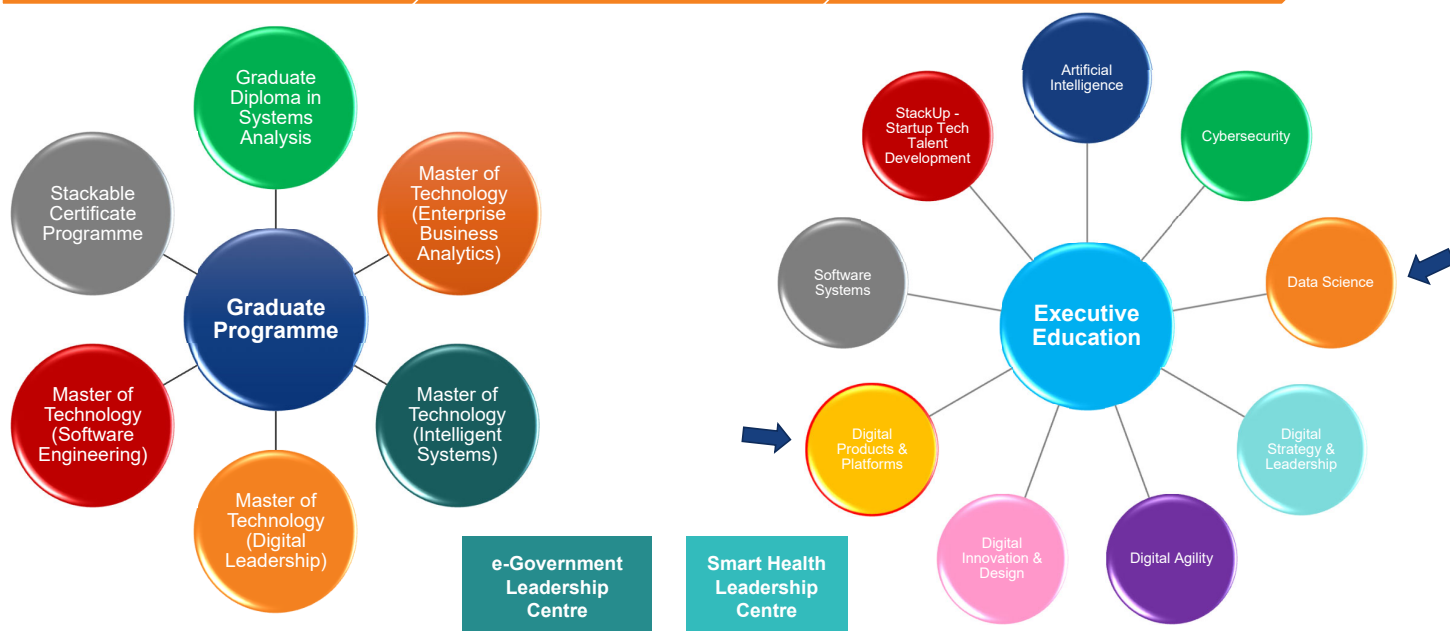 Graduate
Diploma in
Systems
Analysis
Master of
Technology
(Enterprise
Business
Analytics)
Stackable
Certificate
Programme
Graduate
Programme
Master of
Technology
(Software
Engineering)
Master of
Technology
(Intelligent
Systems)
Master of
Technology
(Digital
Leadership)
e-Government
Leadership
Centre
Smart Health
Leadership
Centre
Artificial
Intelligence
StackUp -
Startup Tech
Talent
Development
Cybersecurity
Software
Systems
Data Science
Executive
Education
Digital
Products &
Platforms
Digital
Strategy &
Leadership
Digital
Innovation &
Design
Digital Agility